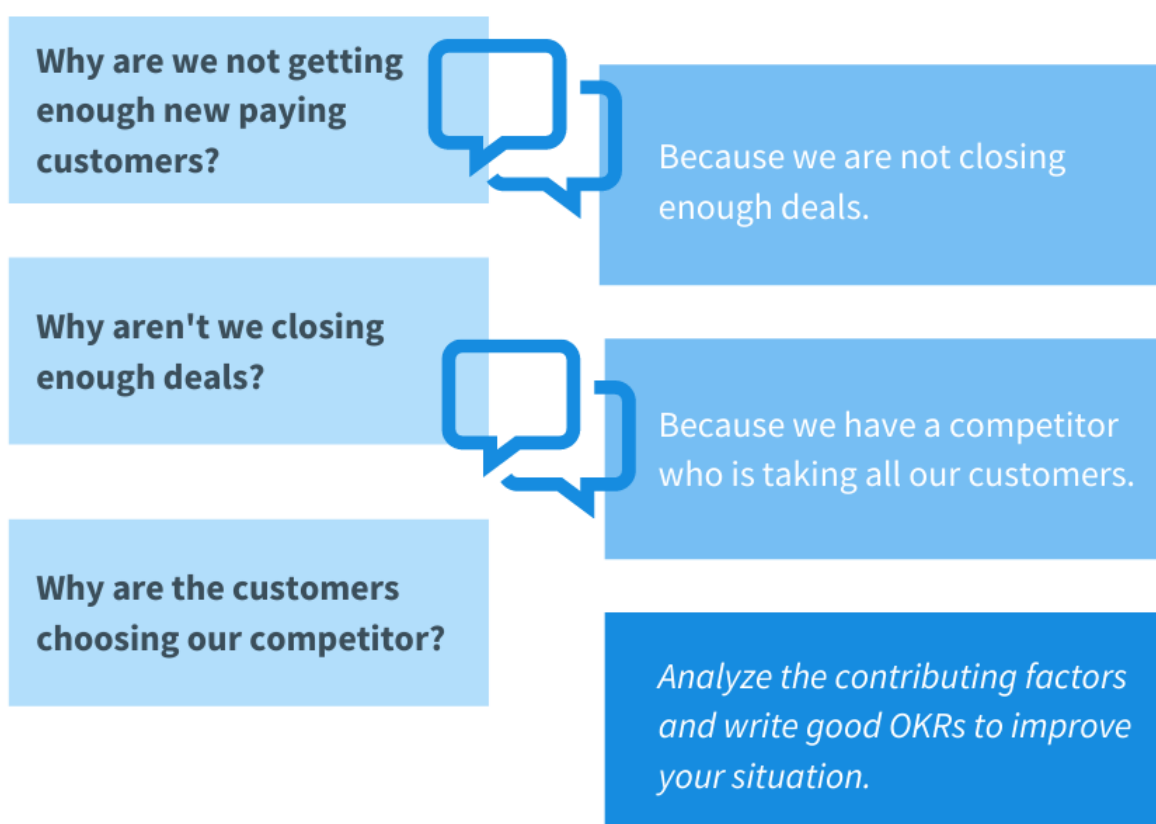 Why are we not getting
enough new paying
customers?
Because we are not closing
enough deals.
Why aren't we closing
enough deals?
Because we have a competitor
who is taking all our customers.
Why are the customers
choosing our competitor?
Analyze the contributing factors
and write good OKRs to improve
your situation.